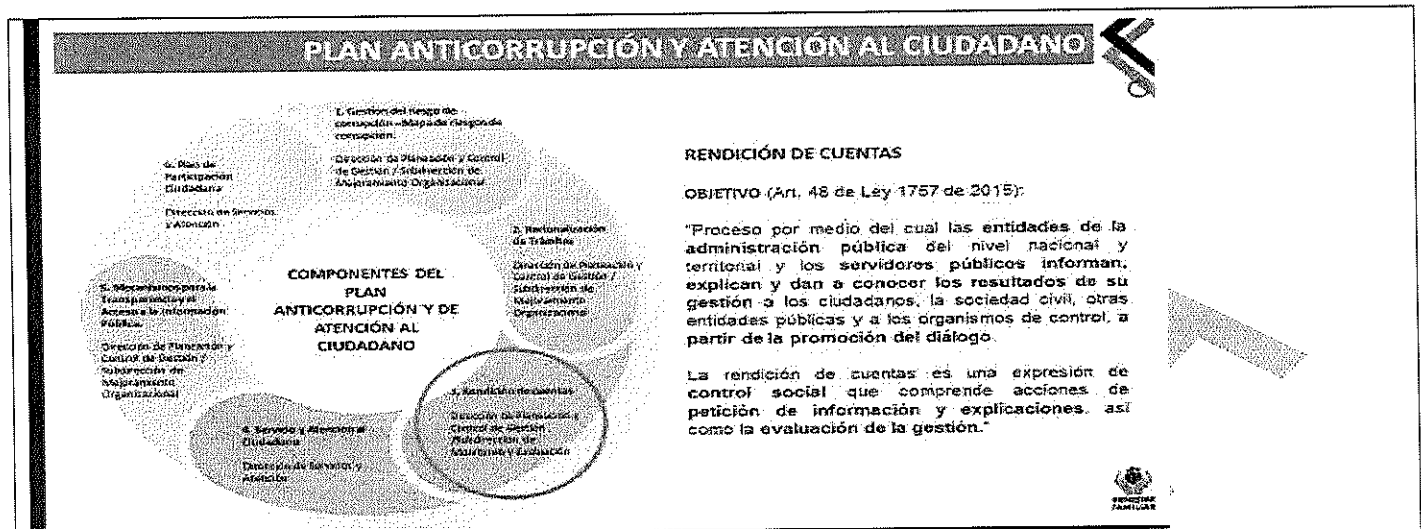 PLAN ANTICORRUPCIÓN Y ATENCIÓN AL CIUDADANO
1. Gestión del riesgo de
corrupción –Mapa de riesgos de
corrupción.
Dirección de Planeación y Control
de Gestión / Subdirección de
Mejoramiento Organizacional
2. Racionalización
de Trámites
Dirección de Planeación y
Control de Gestión /
Subdirección de
Mejoramiento
Organizacional
3. Rendición de cuentas
Dirección de Planeación y
Control de Gestión
/Subdirección de
Monitoreo y Evaluación
4. Servicio y Atención al
Ciudadano
Dirección de Servicios y
Atención
5. Mecanismos para la
Transparencia y el
Acceso a la Información
Pública.
Dirección de Planeación y
Control de Gestión /
Subdirección de
Mejoramiento
Organizacional
6. Plan de
Participación
Ciudadana
Dirección de Servicios
y Atención
COMPONENTES DEL
PLAN
ANTICORRUPCIÓN Y DE
ATENCIÓN AL
CIUDADANO
RENDICIÓN DE CUENTAS
OBJETIVO (Art. 48 de Ley 1757 de 2015):
"Proceso por medio del cual las entidades de la
administración pública del nivel nacional y
territorial y los servidores públicos informan,
explican y dan a conocer los resultados de su
gestión a los ciudadanos, la sociedad civil, otras
entidades públicas y a los organismos de control, a
partir de la promoción del diálogo.
La rendición de cuentas es una expresión de
control social que comprende acciones de
petición de información y explicaciones, así
como la evaluación de la gestión."
BIENESTAR
FAMILIAR